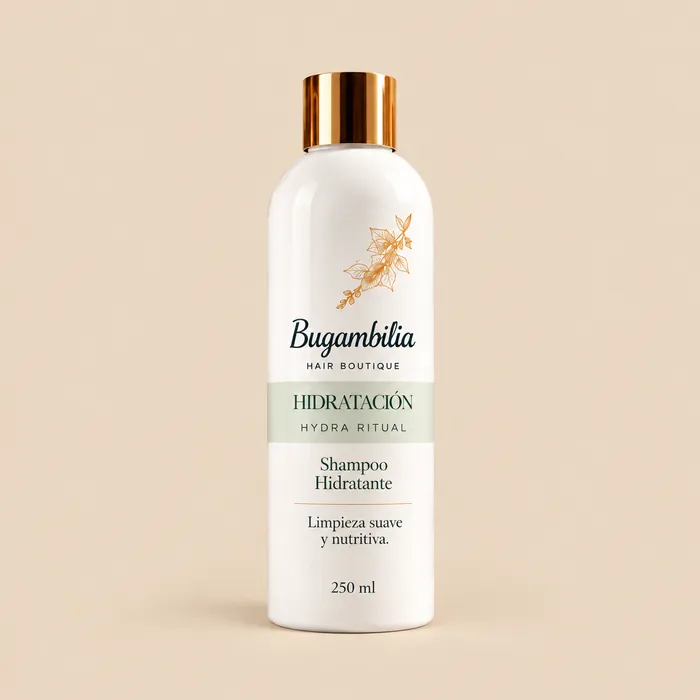 Bugambilia
HAIR BOUTIQUE
HIDRATACIÓN
HYDRA RITUAL
Shampoo
Hidratante
Limpieza suave
y nutritiva.
250 ml